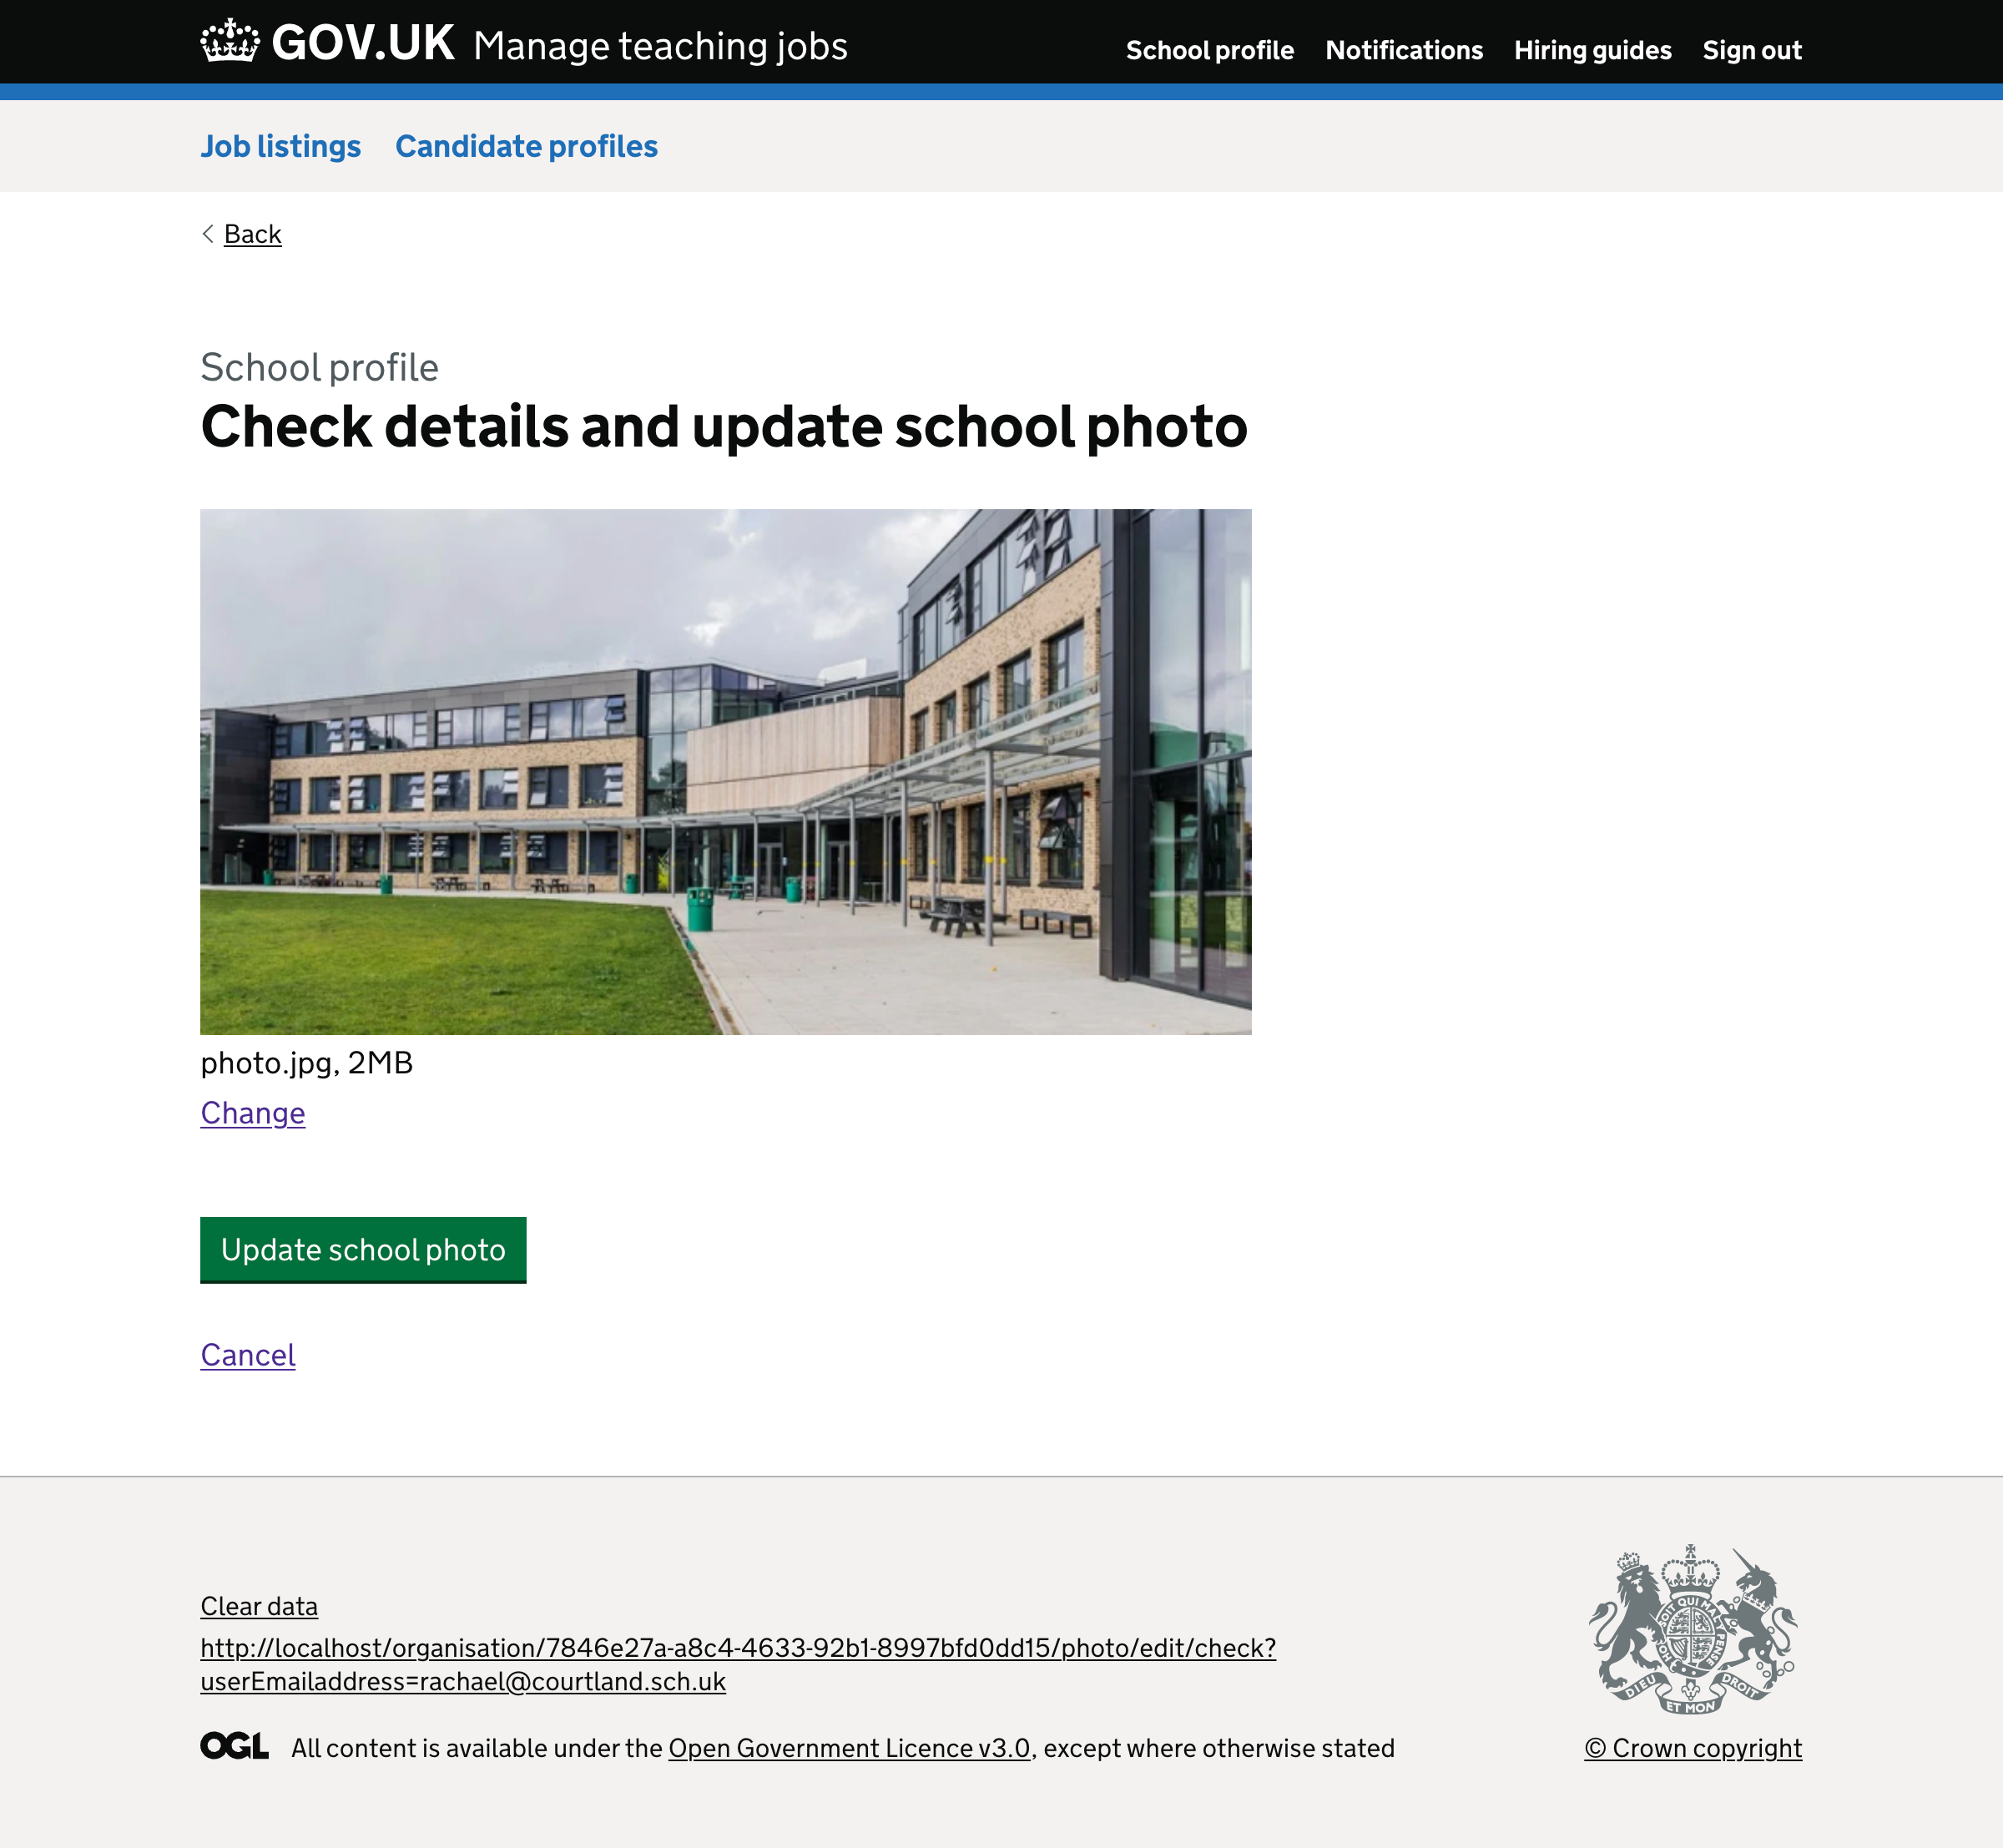 GOV.UK Manage teaching jobs
School profile Notifications Hiring guides Sign out
Job listings Candidate profiles
Back
School profile
Check details and update school photo
photo.jpg, 2MB
Change
Update school photo
Cancel
Clear data
http://localhost/organisation/7846e27a-a8c4-4633-92b1-8997bfd0dd15/photo/edit/check?
userEmailaddress=rachael@courtland.sch.uk
OGL All content is available under the Open Government Licence v3.0, except where otherwise stated
DIEU ET MON DROIT
© Crown copyright